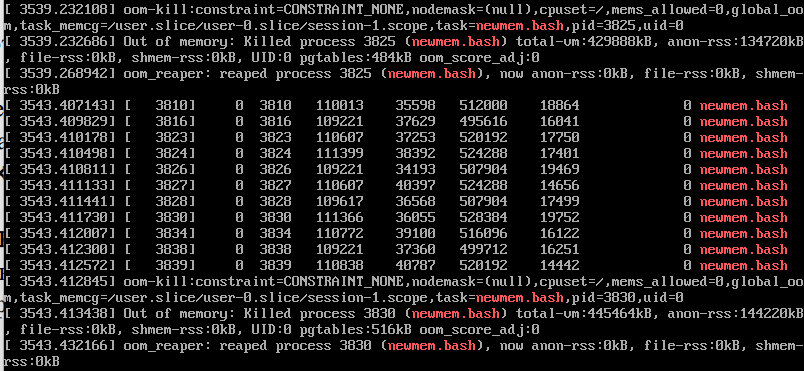 [ 3539.232108] oom-kill:constraint=CONSTRAINT_NONE,nodemask=(null),cpuset=/,mems_allowed=0,global_oo
m,task_memcg=/user.slice/user-0.slice/session-1.scope,task=newmem.bash,pid=3825,uid=0
[ 3539.232686] Out of memory: Killed process 3825 (newmem.bash) total-vm:429888kB, anon-rss:134720kB
, file-rss:0kB, shmem-rss:0kB, UID:0 pgtables:484kB oom_score_adj:0
[ 3539.268942] oom_reaper: reaped process 3825 (newmem.bash), now anon-rss:0kB, file-rss:0kB, shmem-
rss:0kB
[ 3543.407143] [   3810]     0  3810   110013    35598   512000    18864             0 newmem.bash
[ 3543.409829] [   3816]     0  3816   109221    37629   495616    16041             0 newmem.bash
[ 3543.410178] [   3823]     0  3823   110607    37253   520192    17750             0 newmem.bash
[ 3543.410498] [   3824]     0  3824   111399    38392   524288    17401             0 newmem.bash
[ 3543.410811] [   3826]     0  3826   109221    34193   507904    19469             0 newmem.bash
[ 3543.411133] [   3827]     0  3827   110607    40397   524288    14656             0 newmem.bash
[ 3543.411441] [   3828]     0  3828   109617    36568   507904    17499             0 newmem.bash
[ 3543.411730] [   3830]     0  3830   111366    36055   528384    19752             0 newmem.bash
[ 3543.412007] [   3834]     0  3834   110772    39100   516096    16122             0 newmem.bash
[ 3543.412300] [   3838]     0  3838   109221    37360   499712    16251             0 newmem.bash
[ 3543.412572] [   3839]     0  3839   110838    40787   520192    14442             0 newmem.bash
[ 3543.412845] oom-kill:constraint=CONSTRAINT_NONE,nodemask=(null),cpuset=/,mems_allowed=0,global_oo
m,task_memcg=/user.slice/user-0.slice/session-1.scope,task=newmem.bash,pid=3830,uid=0
[ 3543.413438] Out of memory: Killed process 3830 (newmem.bash) total-vm:445464kB, anon-rss:144220kB
, file-rss:0kB, shmem-rss:0kB, UID:0 pgtables:516kB oom_score_adj:0
[ 3543.432166] oom_reaper: reaped process 3830 (newmem.bash), now anon-rss:0kB, file-rss:0kB, shmem-
rss:0kB